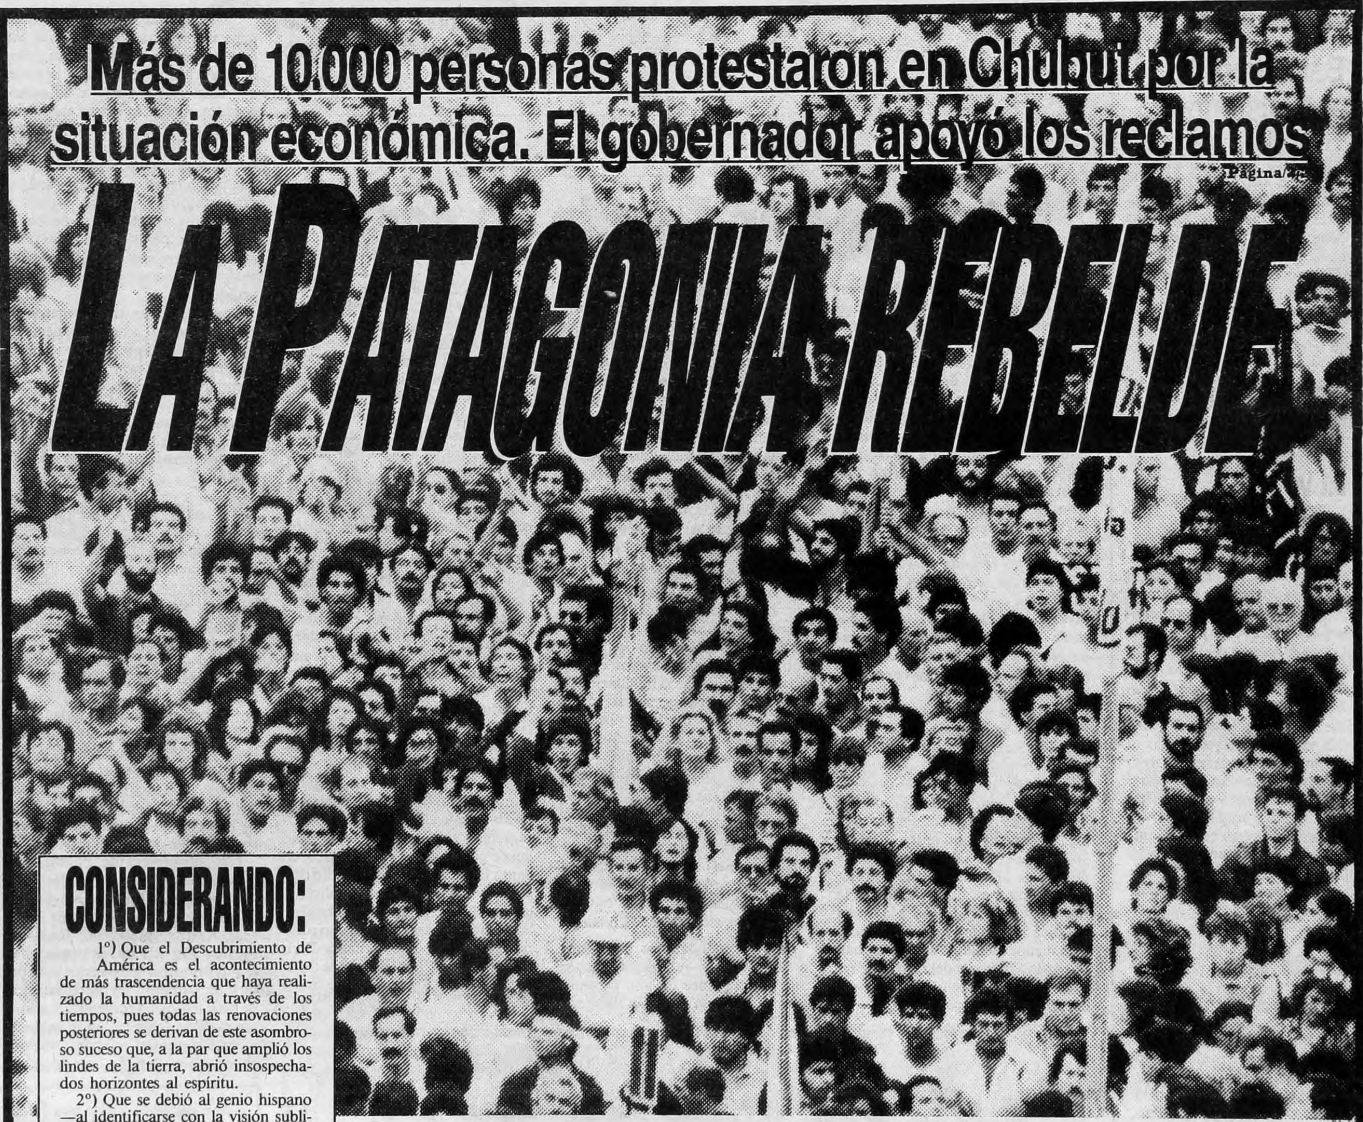 Más de 10.000 personas protestaron en Chubut por la
situación económica. El gobernador apoyó los reclamos
Página/
LA PATAGONIA REBELDE
CONSIDERANDO:
1º) Que el Descubrimiento de
América es el acontecimiento
de más trascendencia que haya reali-
zado la humanidad a través de los
tiempos, pues todas las renovaciones
posteriores se derivan de este asombro-
so suceso que, a la par que amplió los
lindes de la tierra, abrió insospecha-
dos horizontes al espíritu.
2º) Que se debió al genio hispano
—al identificarse con la visión subli-